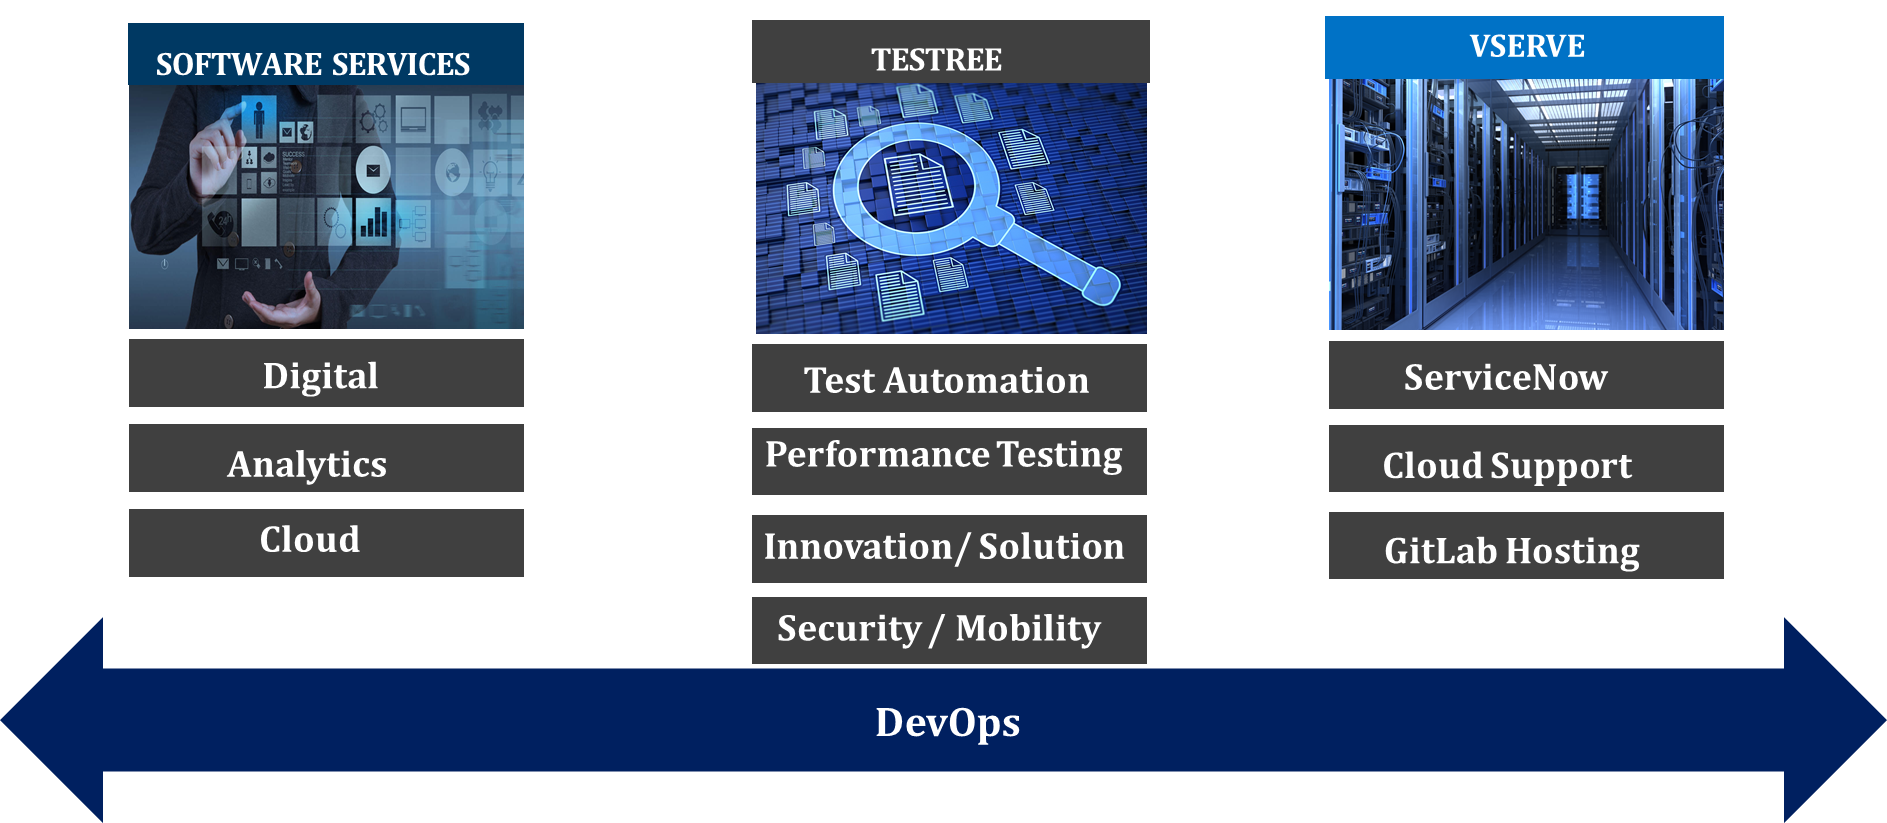 SOFTWARE SERVICES
SUCCESS
Digital
Analytics
Cloud
TESTREE
Test Automation
Performance Testing
Innovation/ Solution
Security / Mobility
VSERVE
ServiceNow
Cloud Support
GitLab Hosting
DevOps